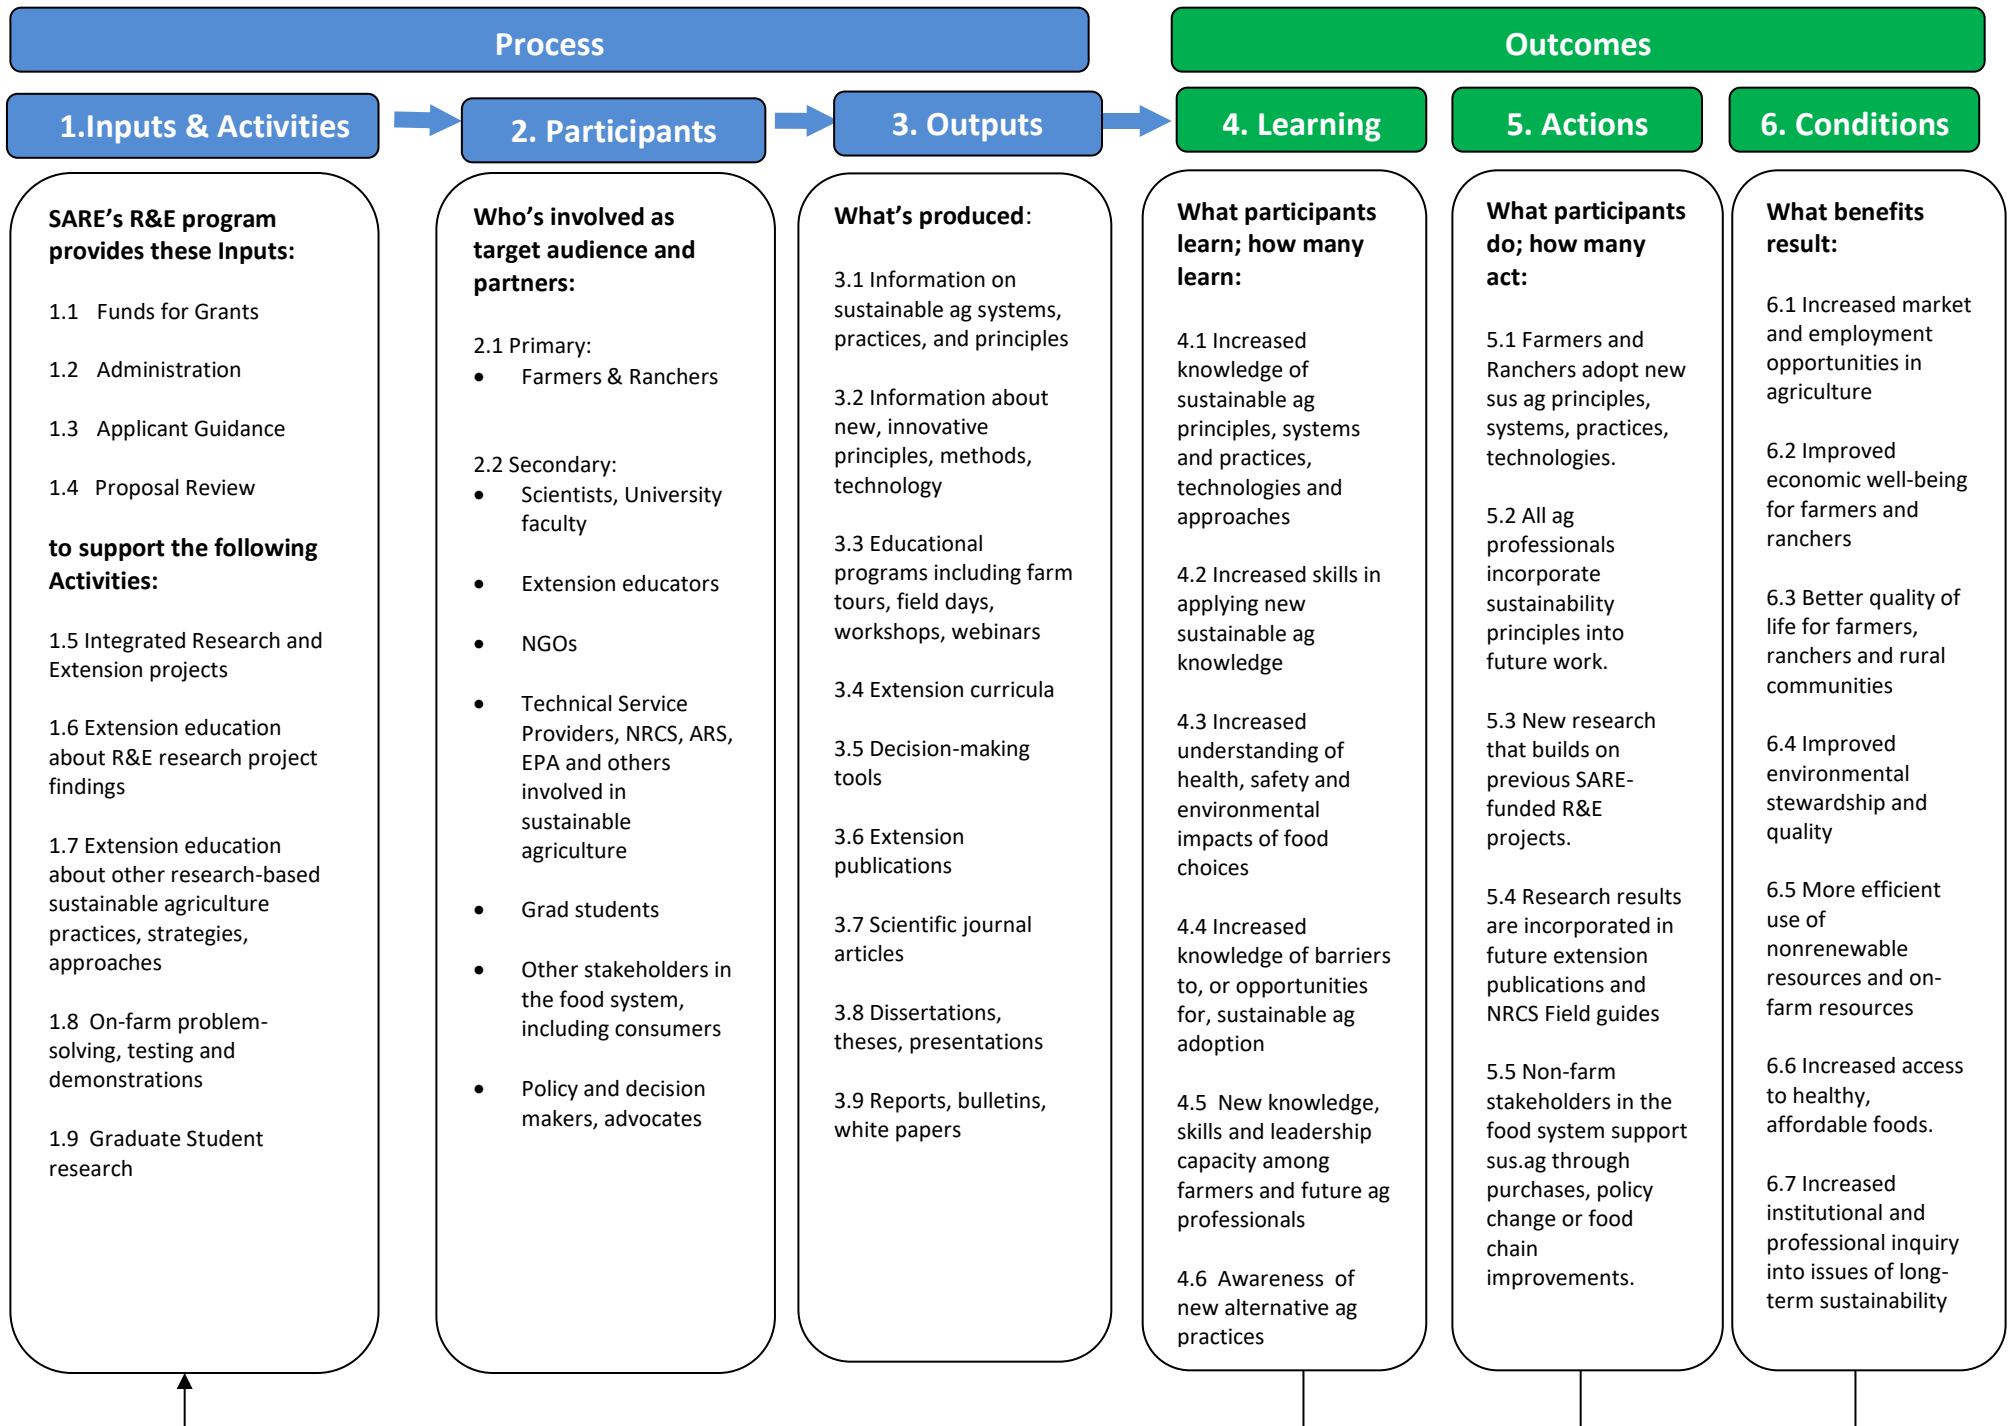 Process
Outcomes
1.Inputs & Activities
2. Participants
3. Outputs
4. Learning
5. Actions
6. Conditions
SARE’s R&E program
provides these Inputs:
1.1 Funds for Grants
1.2 Administration
1.3 Applicant Guidance
1.4 Proposal Review
to support the following
Activities:
1.5 Integrated Research and
Extension projects
1.6 Extension education
about R&E research project
findings
1.7 Extension education
about other research-based
sustainable agriculture
practices, strategies,
approaches
1.8 On-farm problem-
solving, testing and
demonstrations
1.9 Graduate Student
research
Who’s involved as
target audience and
partners:
2.1 Primary:
• Farmers & Ranchers
2.2 Secondary:
• Scientists, University
faculty
• Extension educators
• NGOs
• Technical Service
Providers, NRCS, ARS,
EPA and others
involved in
sustainable
agriculture
• Grad students
• Other stakeholders in
the food system,
including consumers
• Policy and decision
makers, advocates
What’s produced:
3.1 Information on
sustainable ag systems,
practices, and principles
3.2 Information about
new, innovative
principles, methods,
technology
3.3 Educational
programs including farm
tours, field days,
workshops, webinars
3.4 Extension curricula
3.5 Decision-making
tools
3.6 Extension
publications
3.7 Scientific journal
articles
3.8 Dissertations,
theses, presentations
3.9 Reports, bulletins,
white papers
What participants
learn; how many
learn:
4.1 Increased
knowledge of
sustainable ag
principles, systems
and practices,
technologies and
approaches
4.2 Increased skills in
applying new
sustainable ag
knowledge
4.3 Increased
understanding of
health, safety and
environmental
impacts of food
choices
4.4 Increased
knowledge of barriers
to, or opportunities
for, sustainable ag
adoption
4.5 New knowledge,
skills and leadership
capacity among
farmers and future ag
professionals
4.6 Awareness of
new alternative ag
practices
What participants
do; how many
act:
5.1 Farmers and
Ranchers adopt new
sus ag principles,
systems, practices,
technologies.
5.2 All ag
professionals
incorporate
sustainability
principles into
future work.
5.3 New research
that builds on
previous SARE-
funded R&E
projects.
5.4 Research results
are incorporated in
future extension
publications and
NRCS Field guides
5.5 Non-farm
stakeholders in the
food system support
sus.ag through
purchases, policy
change or food
chain
improvements.
What benefits
result:
6.1 Increased market
and employment
opportunities in
agriculture
6.2 Improved
economic well-being
for farmers and
ranchers
6.3 Better quality of
life for farmers,
ranchers and rural
communities
6.4 Improved
environmental
stewardship and
quality
6.5 More efficient
use of
nonrenewable
resources and on-
farm resources
6.6 Increased access
to healthy,
affordable foods.
6.7 Increased
institutional and
professional inquiry
into issues of long-
term sustainability